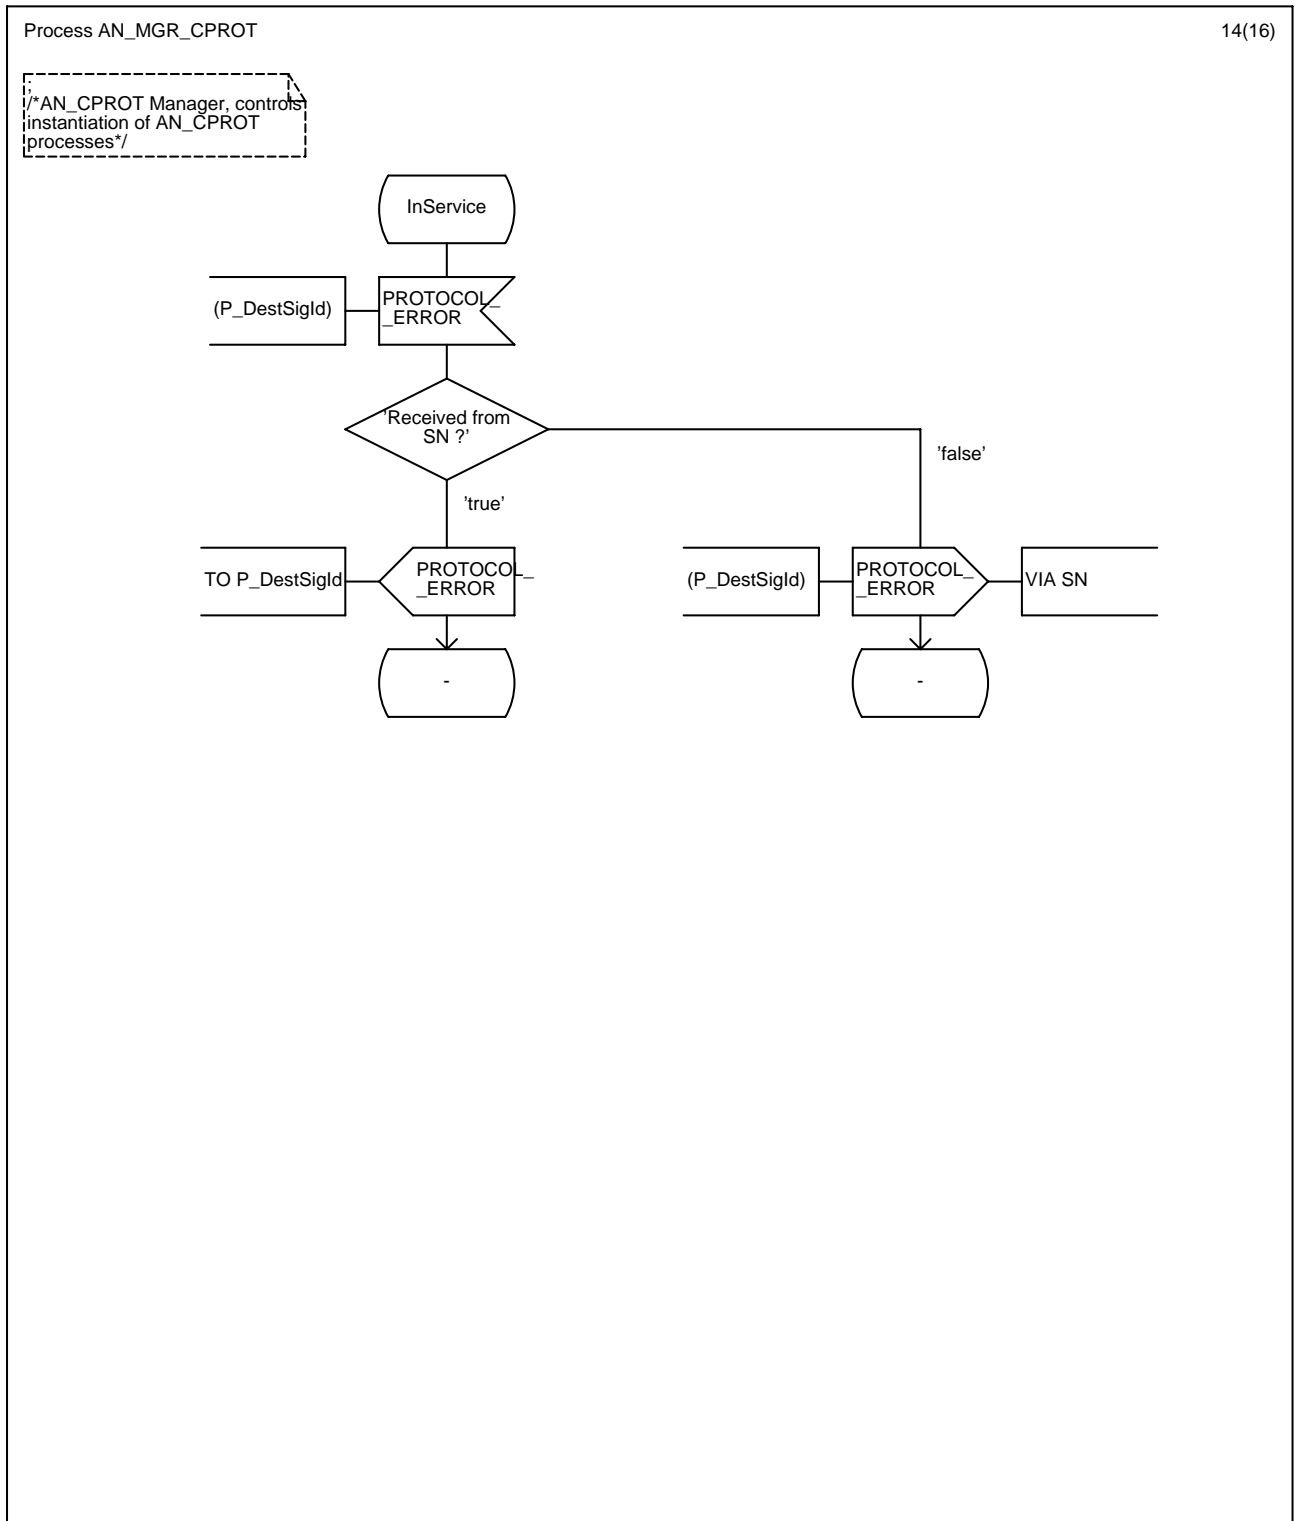 Process AN_MGR_CPROT
14(16)
;
/*AN_CPROT Manager, controls
instantiation of AN_CPROT
processes*/
InService
(P_DestSigId)
PROTOCOL_
_ERROR
'Received from
SN ?'
'false'
'true'
TO P_DestSigId
PROTOCOL_
_ERROR
(P_DestSigId)
PROTOCOL_
_ERROR
VIA SN
-
-